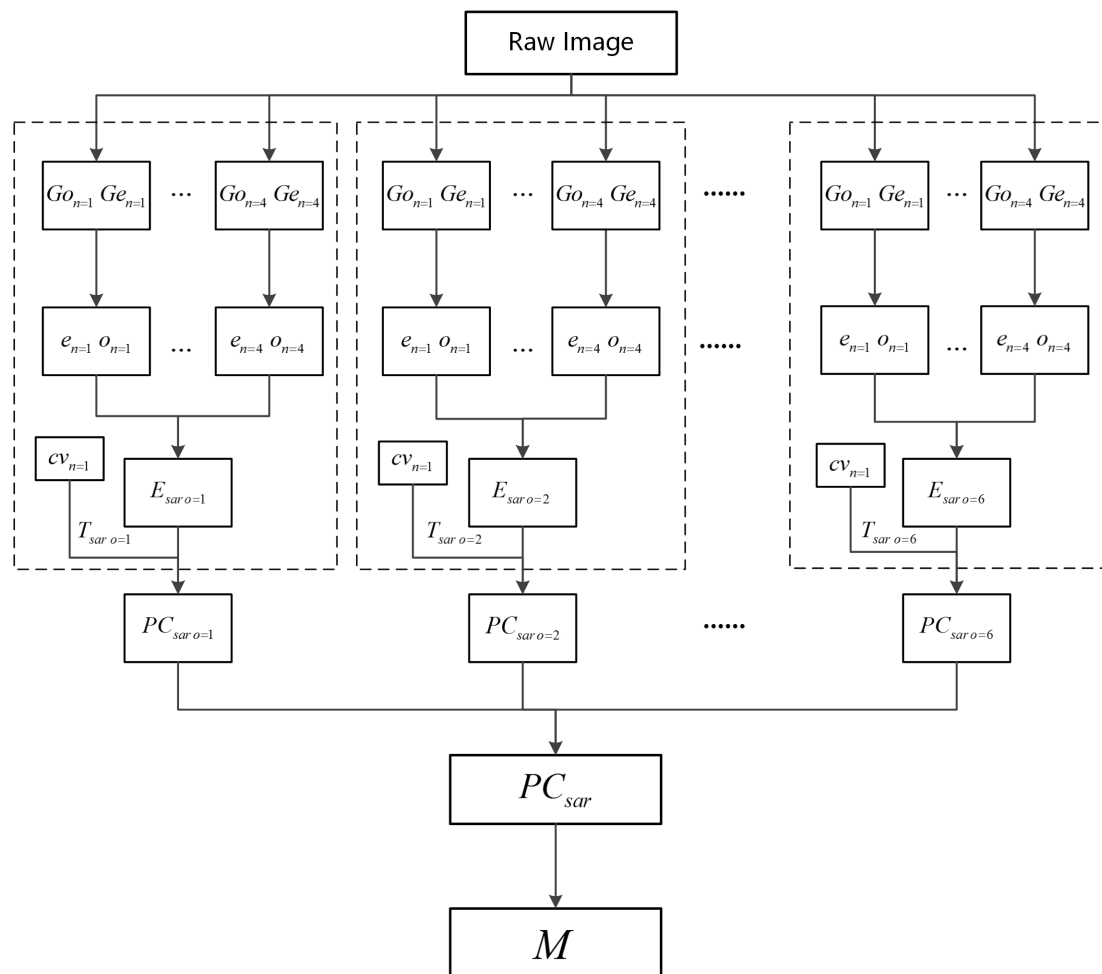 Raw Image
Go_{n=1} Ge_{n=1} ... Go_{n=4} Ge_{n=4} Go_{n=1} Ge_{n=1} ... Go_{n=4} Ge_{n=4} ...... Go_{n=1} Ge_{n=1} ... Go_{n=4} Ge_{n=4}
e_{n=1} o_{n=1} ... e_{n=4} o_{n=4} e_{n=1} o_{n=1} ... e_{n=4} o_{n=4} ...... e_{n=1} o_{n=1} ... e_{n=4} o_{n=4}
cv_{n=1} E_{sar o=1} cv_{n=1} E_{sar o=2} cv_{n=1} E_{sar o=6}
T_{sar o=1} T_{sar o=2} T_{sar o=6}
PC_{sar o=1} PC_{sar o=2} ...... PC_{sar o=6}
PC_{sar}
M